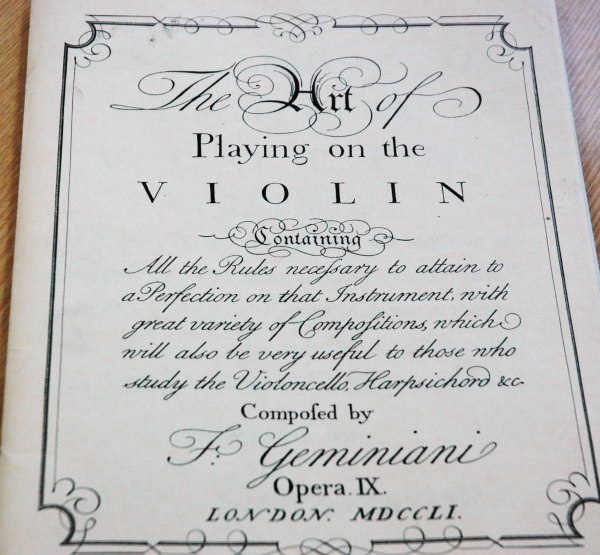 The Art of
Playing on the
VIOLIN
Containing
All the Rules neceſsary to attain to
a Perfection on that Instrument, with
great variety of Compoſitions, which
will also be very useful to those who
study the Violoncello, Harpsichord &c.
Compoſed by
F. Geminiani
Opera. IX.
LONDON. MDCCLI.